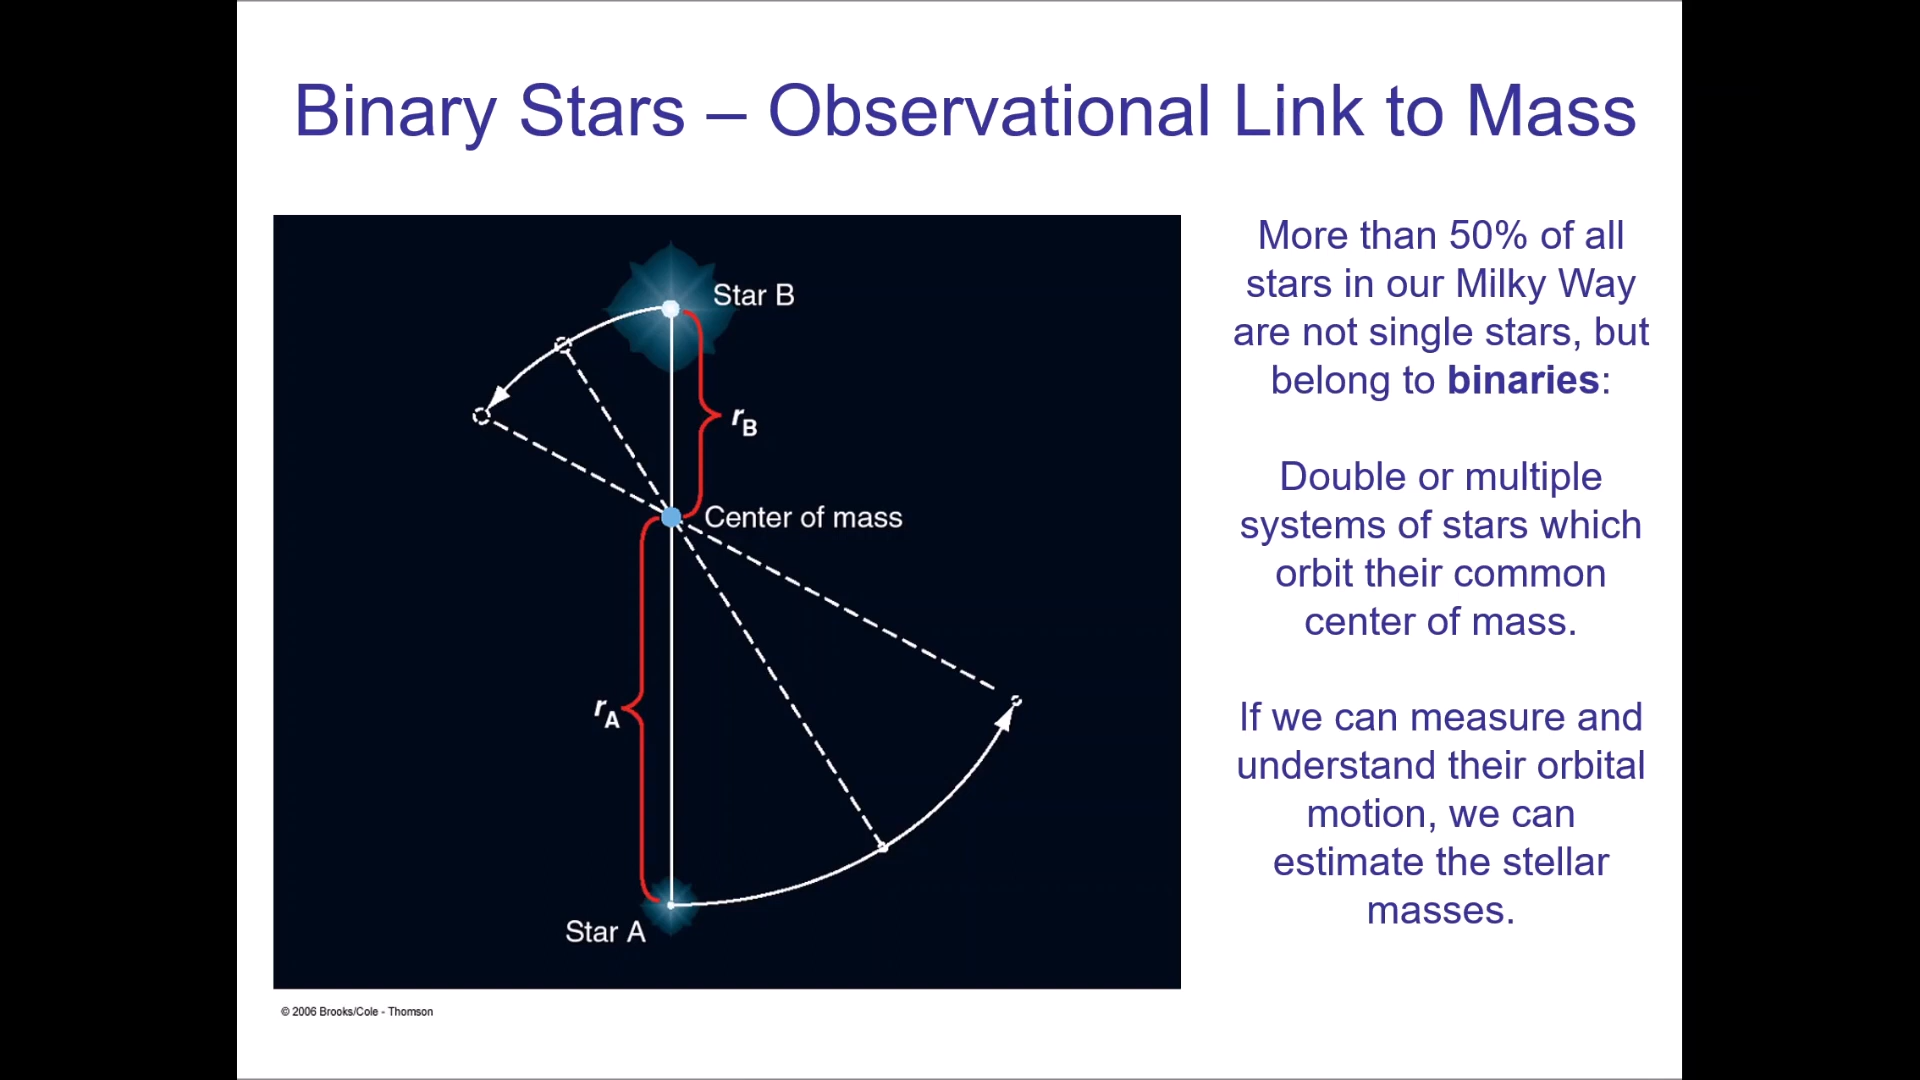 Binary Stars – Observational Link to Mass
Star B
r_B
Center of mass
r_A
Star A
© 2006 Brooks/Cole - Thomson
More than 50% of all
stars in our Milky Way
are not single stars, but
belong to binaries:
Double or multiple
systems of stars which
orbit their common
center of mass.
If we can measure and
understand their orbital
motion, we can
estimate the stellar
masses.